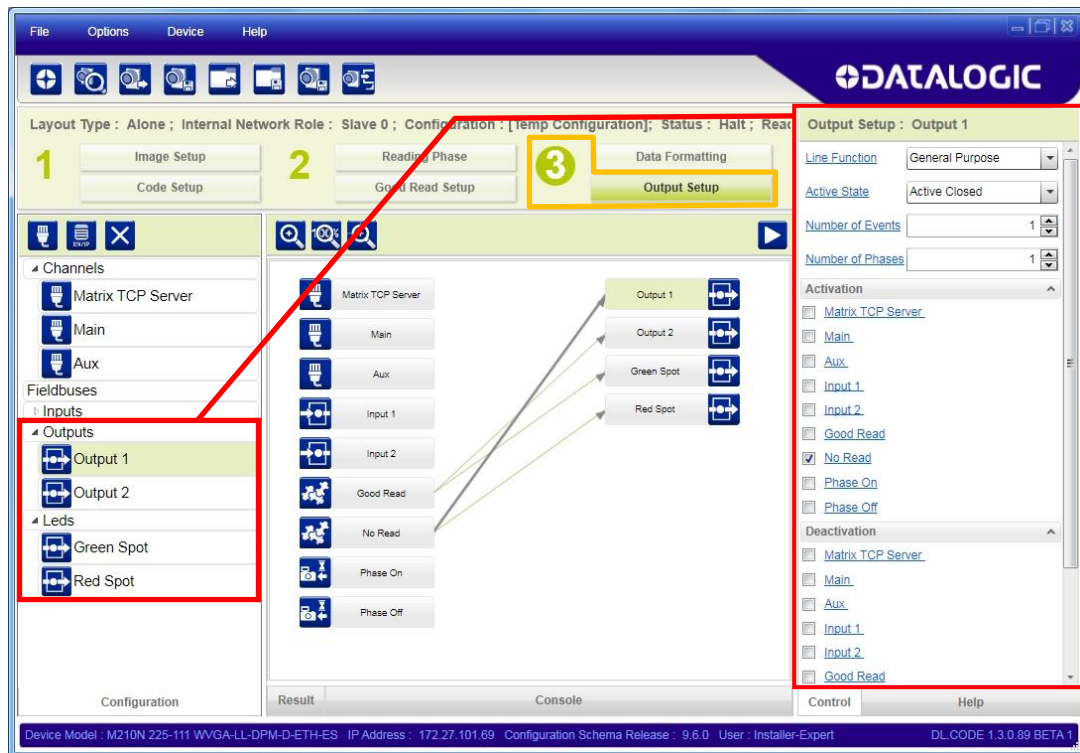 File Options Device Help
DATALOGIC
Layout Type : Alone ; Internal Network Role : Slave 0 ; Configuration : [Temp Configuration]; Status : Halt ; Read
1
Image Setup
Code Setup
2
Reading Phase
Good Read Setup
3
Data Formatting
Output Setup
EN/IP
Channels
Matrix TCP Server
Main
Aux
Fieldbuses
Inputs
Outputs
Output 1
Output 2
Leds
Green Spot
Red Spot
Configuration
Matrix TCP Server
Main
Aux
Input 1
Input 2
Good Read
No Read
Phase On
Phase Off
Output 1
Output 2
Green Spot
Red Spot
Result
Console
Output Setup : Output 1
Line Function General Purpose
Active State Active Closed
Number of Events 1
Number of Phases 1
Activation
Matrix TCP Server
Main
Aux
Input 1
Input 2
Good Read
No Read
Phase On
Phase Off
Deactivation
Matrix TCP Server
Main
Aux
Input 1
Input 2
Good Read
Control Help
Device Model : M210N 225-111 WVGA-LL-DPM-D-ETH-ES IP Address : 172.27.101.69 Configuration Schema Release : 9.6.0 User : Installer-Expert DL.CODE 1.3.0.89 BETA 1